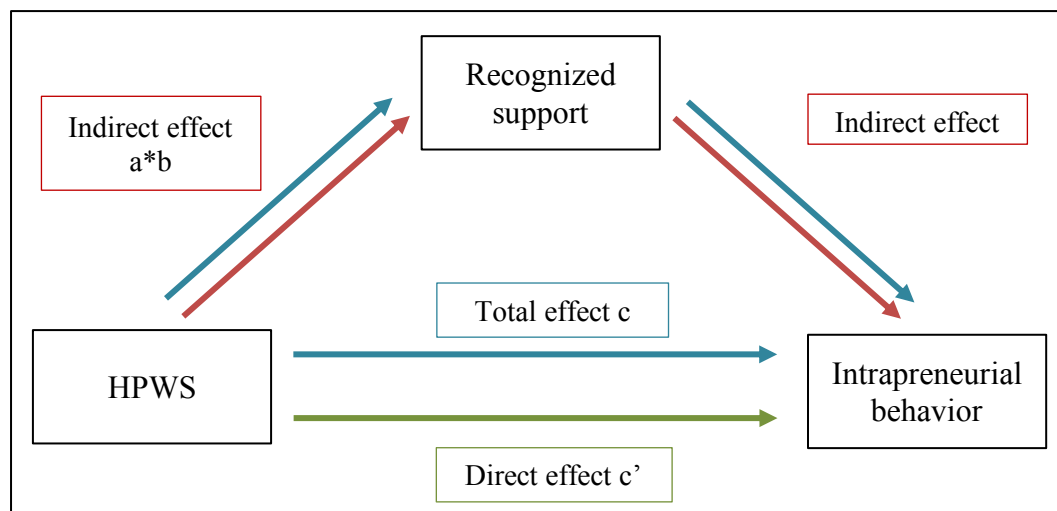 Recognized
support
Indirect effect
a*b
Indirect effect
Total effect c
HPWS
Intrapreneurial
behavior
Direct effect c’